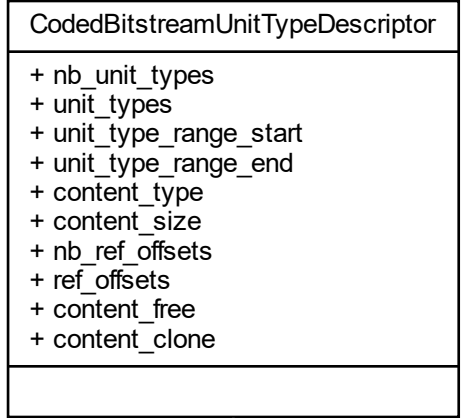 CodedBitstreamUnitTypeDescriptor
+ nb_unit_types
+ unit_types
+ unit_type_range_start
+ unit_type_range_end
+ content_type
+ content_size
+ nb_ref_offsets
+ ref_offsets
+ content_free
+ content_clone